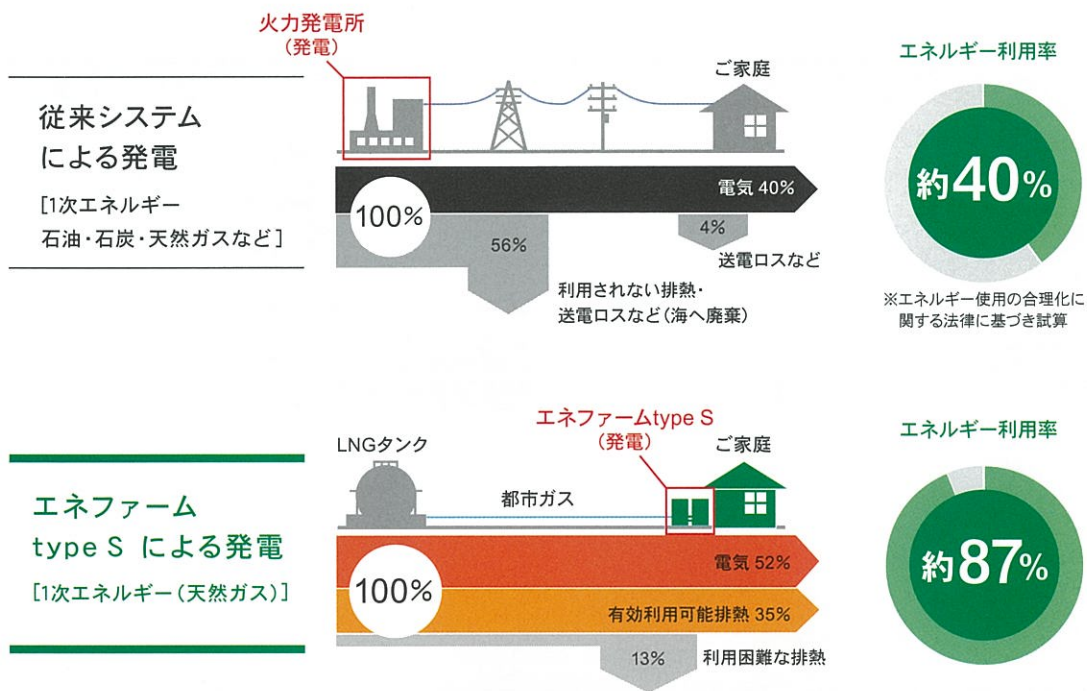 火力発電所
(発電)
従来システム
による発電
[1次エネルギー
石油・石炭・天然ガスなど]
ご家庭
電気 40%
100%
56%
4%
送電ロスなど
利用されない排熱・
送電ロスなど(海へ廃棄)
エネルギー利用率
約40%
※エネルギー使用の合理化に
関する法律に基づき試算
エネファーム
type S による発電
[1次エネルギー(天然ガス)]
LNGタンク
都市ガス
エネファームtype S
(発電)
ご家庭
電気 52%
100%
有効利用可能排熱 35%
13%
利用困難な排熱
エネルギー利用率
約87%